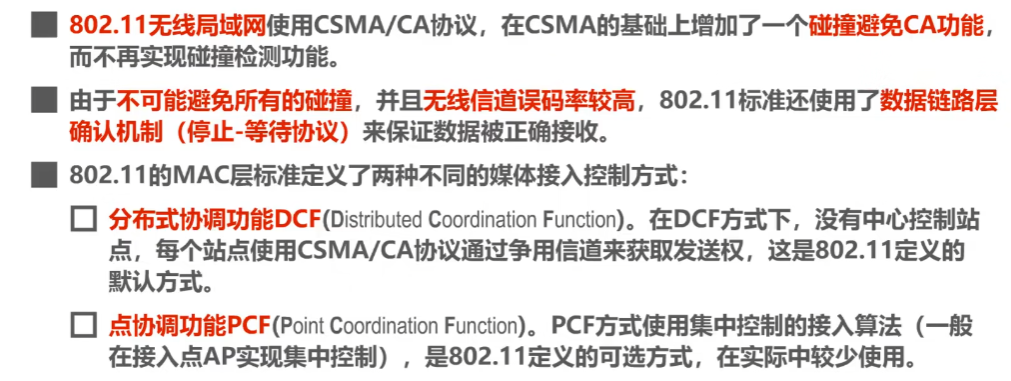 802.11无线局域网使用CSMA/CA协议，在CSMA的基础上增加了一个碰撞避免CA功能，
而不再实现碰撞检测功能。
由于不可能避免所有的碰撞，并且无线信道误码率较高，802.11标准还使用了数据链路层
确认机制（停止-等待协议）来保证数据被正确接收。
802.11的MAC层标准定义了两种不同的媒体接入控制方式：
分布式协调功能DCF(Distributed Coordination Function)。在DCF方式下，没有中心控制站
点，每个站点使用CSMA/CA协议通过争用信道来获取发送权，这是802.11定义的
默认方式。
点协调功能PCF(Point Coordination Function)。PCF方式使用集中控制的接入算法（一般
在接入点AP实现集中控制），是802.11定义的可选方式，在实际中较少使用。